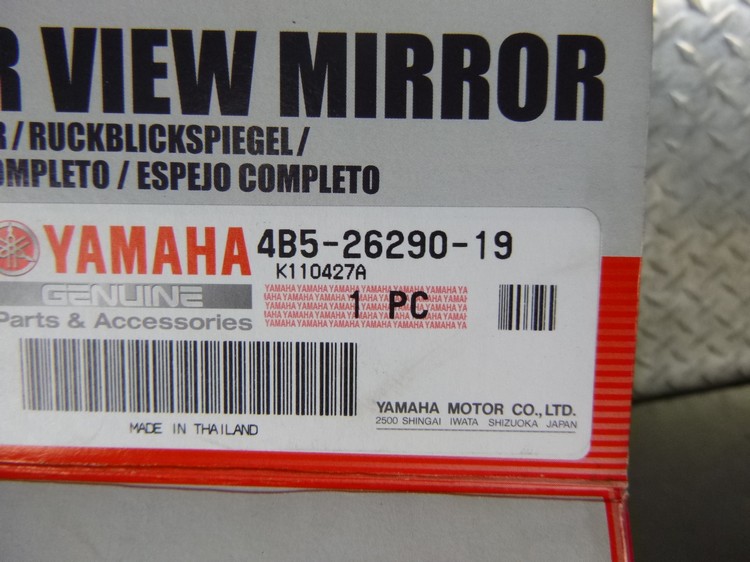 R VIEW MIRROR
R / RUCKBLICKSPIEGEL /
OMPLETO / ESPEJO COMPLETO
YAMAHA 4B5-26290-19
K110427A
GENUINE
Parts & Accessories
1 PC
MADE IN THAILAND
YAMAHA MOTOR CO., LTD.
2500 SHINGAI IWATA SHIZUOKA JAPAN